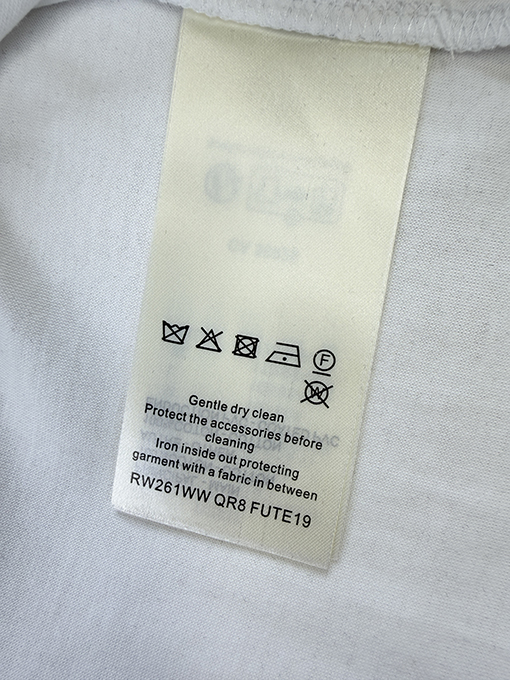 F
W
Gentle dry clean
Protect the accessories before
cleaning
Iron inside out protecting
garment with a fabric in between
RW261WW QR8 FUTE19